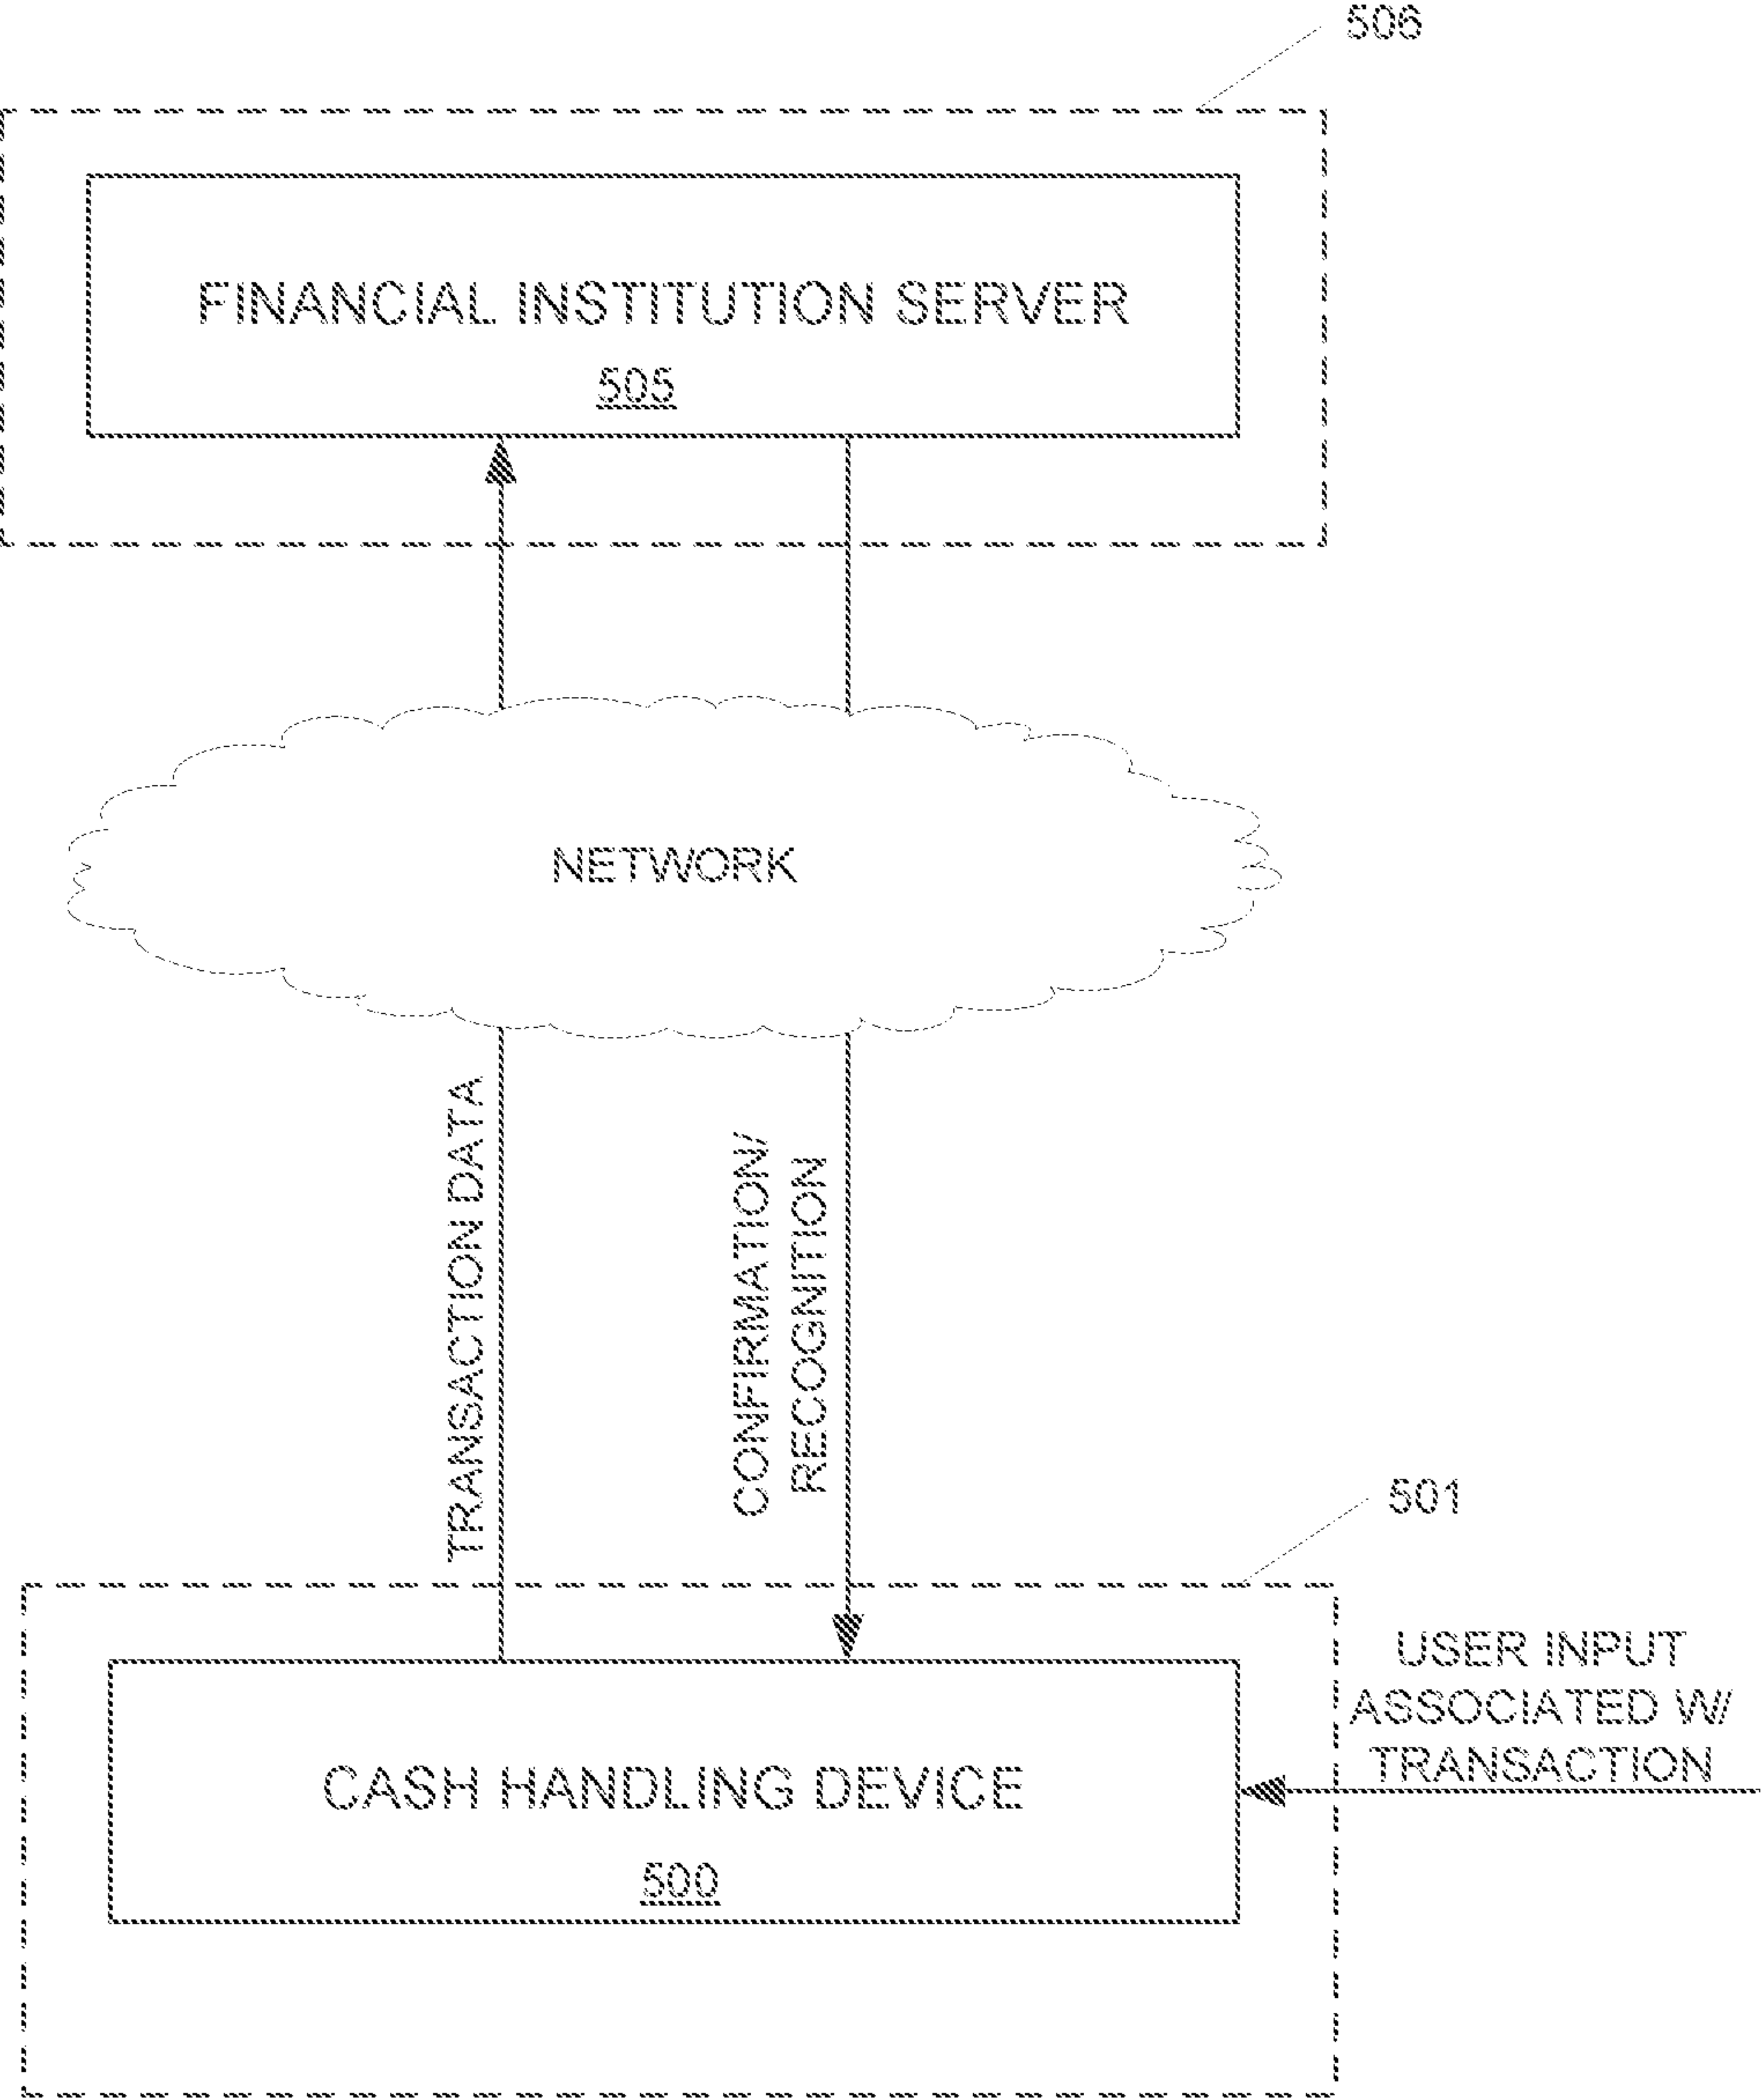 506
FINANCIAL INSTITUTION SERVER
505
NETWORK
TRANSACTION DATA
CONFIRMATION/
RECOGNITION
501
USER INPUT
ASSOCIATED W/
TRANSACTION
CASH HANDLING DEVICE
500